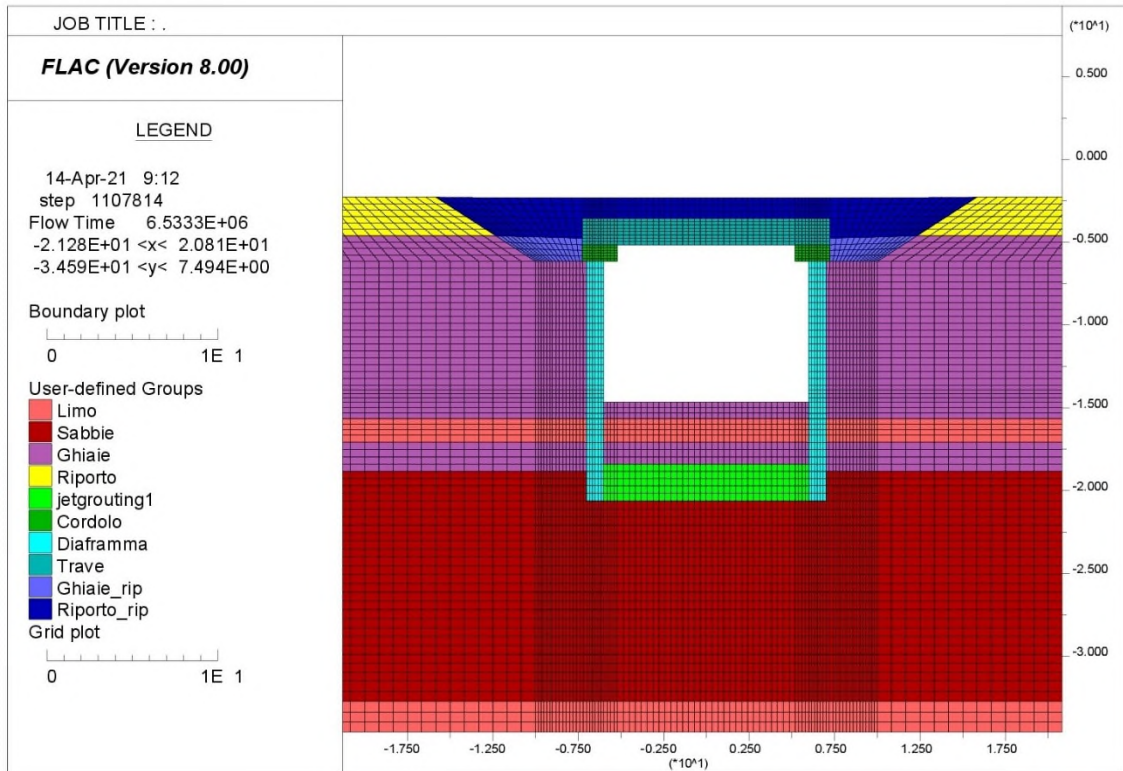 JOB TITLE : .
FLAC (Version 8.00)
LEGEND
14-Apr-21 9:12
step 1107814
Flow Time 6.5333E+06
-2.128E+01 <x< 2.081E+01
-3.459E+01 <y< 7.494E+00
Boundary plot
0 1E 1
User-defined Groups
Limo
Sabbie
Ghiaie
Riporto
jetgrouting1
Cordolo
Diaframma
Trave
Ghiaie_rip
Riporto_rip
Grid plot
0 1E 1
(*10^1)
0.500
0.000
-0.500
-1.000
-1.500
-2.000
-2.500
-3.000
-1.750 -1.250 -0.750 -0.250 0.250 0.750 1.250 1.750
(*10^1)